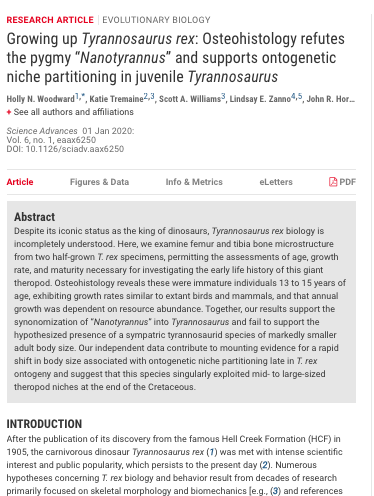 RESEARCH ARTICLE | EVOLUTIONARY BIOLOGY
Growing up Tyrannosaurus rex: Osteohistology refutes
the pygmy “Nanotyrannus” and supports ontogenetic
niche partitioning in juvenile Tyrannosaurus
Holly N. Woodward1,*, Katie Tremaine2,3, Scott A. Williams3, Lindsay E. Zanno4,5, John R. Hor…
+ See all authors and affiliations
Science Advances 01 Jan 2020:
Vol. 6, no. 1, eaax6250
DOI: 10.1126/sciadv.aax6250
Article Figures & Data Info & Metrics eLetters PDF
Abstract
Despite its iconic status as the king of dinosaurs, Tyrannosaurus rex biology is
incompletely understood. Here, we examine femur and tibia bone microstructure
from two half-grown T. rex specimens, permitting the assessments of age, growth
rate, and maturity necessary for investigating the early life history of this giant
theropod. Osteohistology reveals these were immature individuals 13 to 15 years of
age, exhibiting growth rates similar to extant birds and mammals, and that annual
growth was dependent on resource abundance. Together, our results support the
synonomization of “Nanotyrannus” into Tyrannosaurus and fail to support the
hypothesized presence of a sympatric tyrannosaurid species of markedly smaller
adult body size. Our independent data contribute to mounting evidence for a rapid
shift in body size associated with ontogenetic niche partitioning late in T. rex
ontogeny and suggest that this species singularly exploited mid- to large-sized
theropod niches at the end of the Cretaceous.
INTRODUCTION
After the publication of its discovery from the famous Hell Creek Formation (HCF) in
1905, the carnivorous dinosaur Tyrannosaurus rex (1) was met with intense scientific
interest and public popularity, which persists to the present day (2). Numerous
hypotheses concerning T. rex biology and behavior result from decades of research
primarily focused on skeletal morphology and biomechanics [e.g., (3) and references